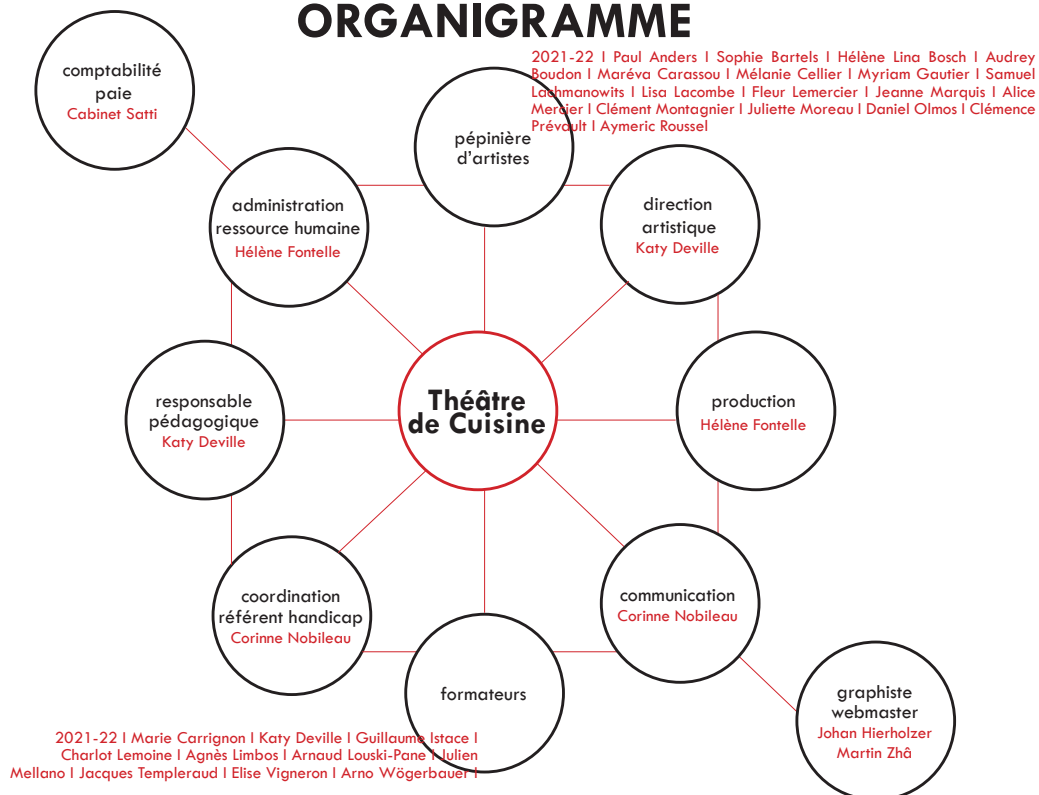 ORGANIGRAMME
2021-22 I Paul Anders I Sophie Bartels I Hélène Lina Bosch I Audrey
Boudon I Maréva Carassou I Mélanie Cellier I Myriam Gautier I Samuel
Lachmanowits I Lisa Lacombe I Fleur Lemercier I Jeanne Marquis I Alice
Mercier I Clément Montagnier I Juliette Moreau I Daniel Olmos I Clémence
Prévault I Aymeric Roussel
comptabilité
paie
Cabinet Satti
pépinière
d'artistes
administration
ressource humaine
Hélène Fontelle
direction
artistique
Katy Deville
responsable
pédagogique
Katy Deville
Théâtre
de Cuisine
production
Hélène Fontelle
coordination
référent handicap
Corinne Nobileau
communication
Corinne Nobileau
formateurs
graphiste
webmaster
Johan Hierholzer
Martin Zhâ
2021-22 I Marie Carrignon I Katy Deville I Guillaume Istace I
Charlot Lemoine I Agnès Limbos I Arnaud Louski-Pane I Julien
Mellano I Jacques Templeraud I Elise Vigneron I Arno Wögerbauer I